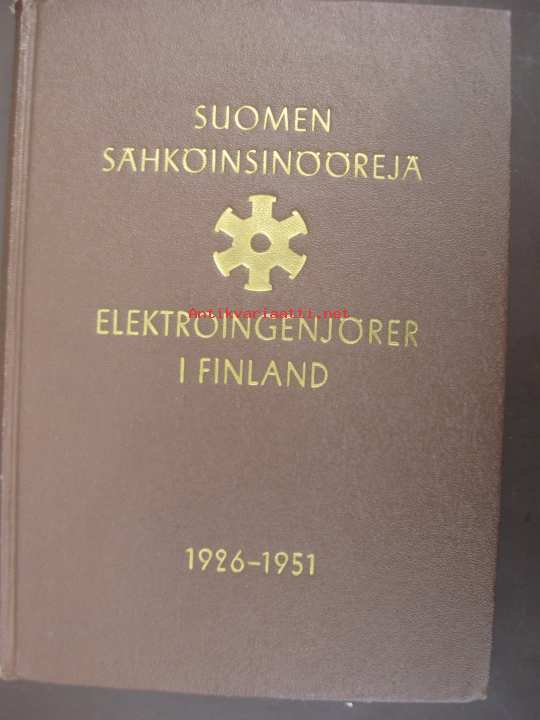 SUOMEN
SÄHKÖINSINÖÖREJÄ
Antikvariaatti.net
ELEKTROINGENJÖRER
I FINLAND
1926-1951